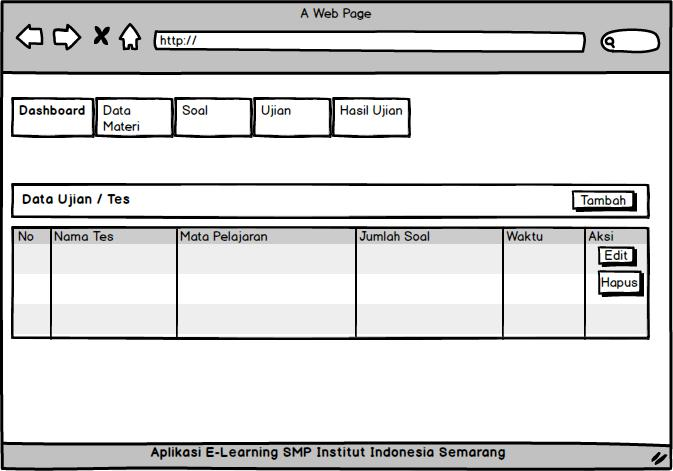 A Web Page
http://
Dashboard
Data
Materi
Soal
Ujian
Hasil Ujian
Data Ujian / Tes
Tambah
No
Nama Tes
Mata Pelajaran
Jumlah Soal
Waktu
Aksi
Edit
Hapus
Aplikasi E-Learning SMP Institut Indonesia Semarang